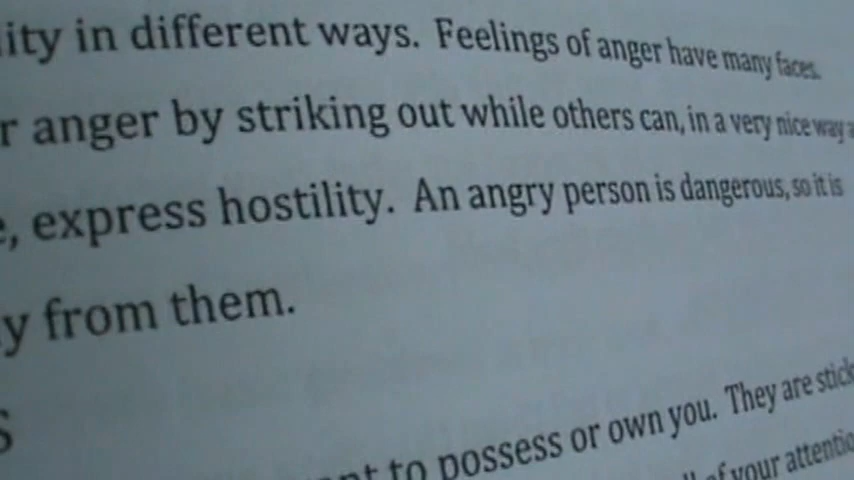 ity in different ways. Feelings of anger have many faces.
r anger by striking out while others can, in a very nice way a
e, express hostility. An angry person is dangerous, so it is
y from them.
s
nt to possess or own you. They are stick
ll of your attentio